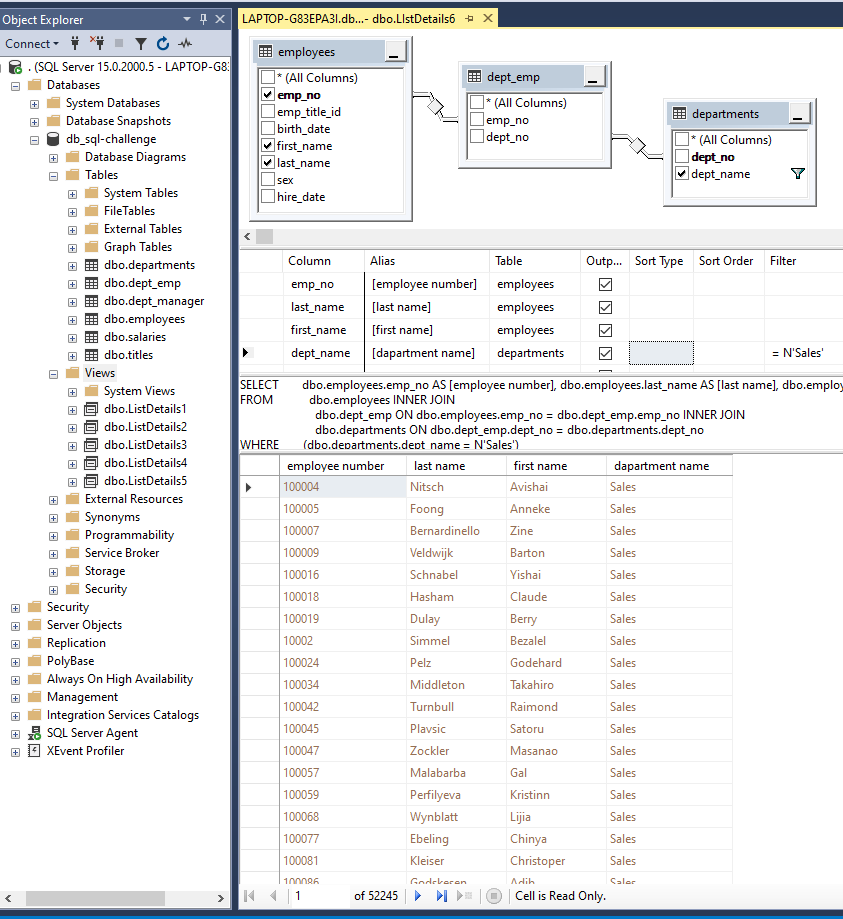 Object Explorer
Connect
. (SQL Server 15.0.2000.5 - LAPTOP-G8
Databases
System Databases
Database Snapshots
db_sql-challenge
Database Diagrams
Tables
System Tables
FileTables
External Tables
Graph Tables
dbo.departments
dbo.dept_emp
dbo.dept_manager
dbo.employees
dbo.salaries
dbo.titles
Views
System Views
dbo.ListDetails1
dbo.ListDetails2
dbo.ListDetails3
dbo.ListDetails4
dbo.ListDetails5
External Resources
Synonyms
Programmability
Service Broker
Storage
Security
Security
Server Objects
Replication
PolyBase
Always On High Availability
Management
Integration Services Catalogs
SQL Server Agent
XEvent Profiler
LAPTOP-G83EPA3I.db...- dbo.LIstDetails6
employees
* (All Columns)
emp_no
emp_title_id
birth_date
first_name
last_name
sex
hire_date
dept_emp
* (All Columns)
emp_no
dept_no
departments
* (All Columns)
dept_no
dept_name
Column Alias Table Outp... Sort Type Sort Order Filter
emp_no [employee number] employees
last_name [last name] employees
first_name [first name] employees
dept_name [dapartment name] departments = N'Sales'
SELECT dbo.employees.emp_no AS [employee number], dbo.employees.last_name AS [last name], dbo.employ
FROM dbo.employees INNER JOIN
dbo.dept_emp ON dbo.employees.emp_no = dbo.dept_emp.emp_no INNER JOIN
dbo.departments ON dbo.dept_emp.dept_no = dbo.departments.dept_no
WHERE (dbo.departments.dept_name = N'Sales')
employee number last name first name dapartment name
100004 Nitsch Avishai Sales
100005 Foong Anneke Sales
100007 Bernardinello Zine Sales
100009 Veldwijk Barton Sales
100016 Schnabel Yishai Sales
100018 Hasham Claude Sales
100019 Dulay Berry Sales
10002 Simmel Bezalel Sales
100024 Pelz Godehard Sales
100034 Middleton Takahiro Sales
100042 Turnbull Raimond Sales
100045 Plavsic Satoru Sales
100047 Zockler Masanao Sales
100057 Malabarba Gal Sales
100059 Perfilyeva Kristinn Sales
100068 Wynblatt Lijia Sales
100077 Ebeling Chinya Sales
100081 Kleiser Christoper Sales
100086 Godskesen Adib Sales
1 of 52245 Cell is Read Only.